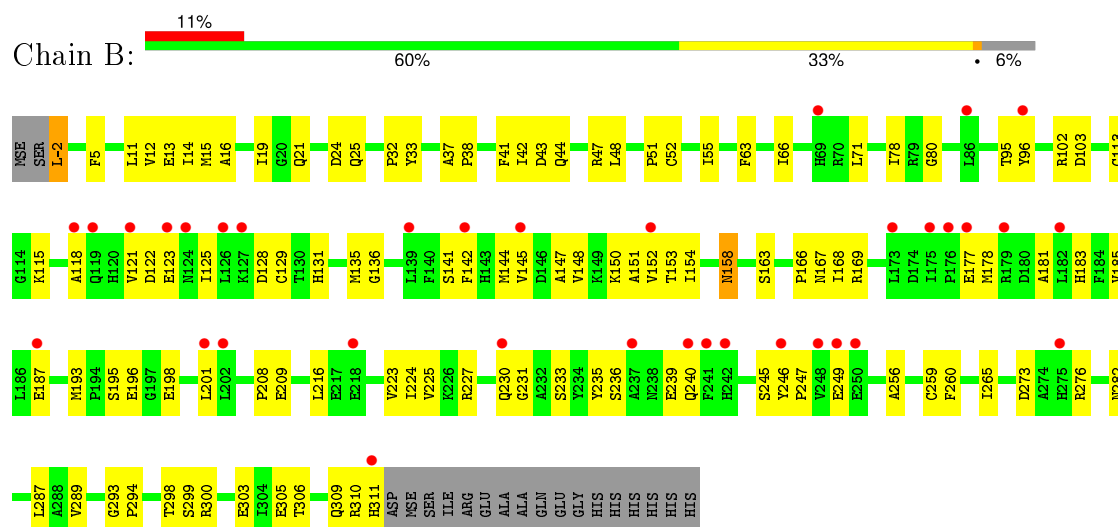 11%
Chain B:
60% 33% • 6%
MSE SER L-2 F5 L11 V12 E13 I14 M15 A16 I19 G20 Q21 D24 Q25 P32 Y33 A37 P38 F41 I42 D43 Q44 R47 L48 P51 C52 I55 F63 I66 H69 R70 L71 I78 R79 G80 L86 T95 Y96 R102 D103
G114 K115 A118 Q119 H120 V121 D122 E123 N124 I125 L126 K127 D128 C129 T130 H131 M135 G136 L139 F140 S141 F142 H143 M144 V145 D146 A147 V148 K149 K150 A151 V152 T153 I154 N158 S163 P166 N167 I168 R169 L173 D174 I175 P176 E177 M178 R179 D180 A181 L182 H183 F184
L186 E187 M193 P194 S195 E196 G197 E198 L201 L202 P208 E209 L216 E217 E218 V223 I224 V225 K226 R227 Q230 G231 A232 S233 Y234 Y235 S236 A237 N238 E239 Q240 F241 H242 S245 Y246 P247 V248 E249 E250 A256 C259 F260 I265 D273 A274 H275 R276
L287 A288 V289 G293 P294 T298 S299 R300 E303 I304 E305 T306 Q309 R310 H311 ASP MSE SER ILE ARG GLU ALA ALA GLN GLU GLY HIS HIS HIS HIS HIS HIS